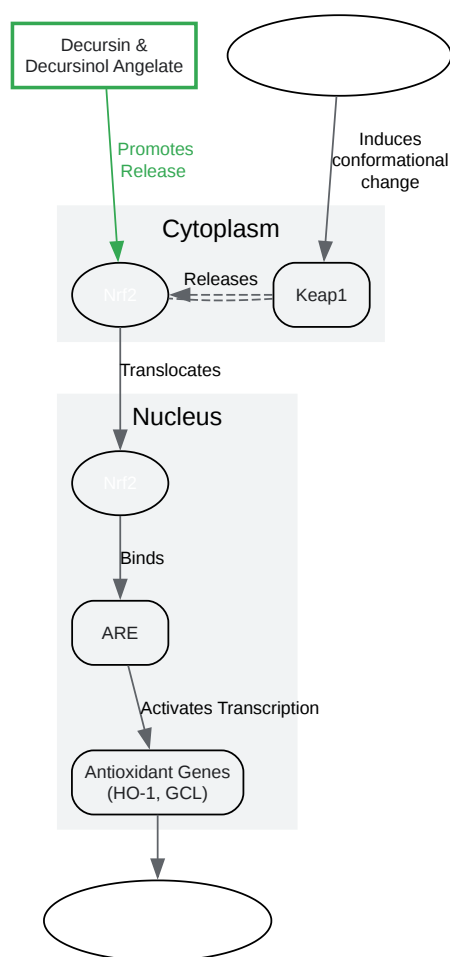 Decursin &
Decursinol Angelate
Promotes
Release
Induces
conformational
change
Cytoplasm
Nrf2
Releases
Keap1
Translocates
Nucleus
Nrf2
Binds
ARE
Activates Transcription
Antioxidant Genes
(HO-1, GCL)